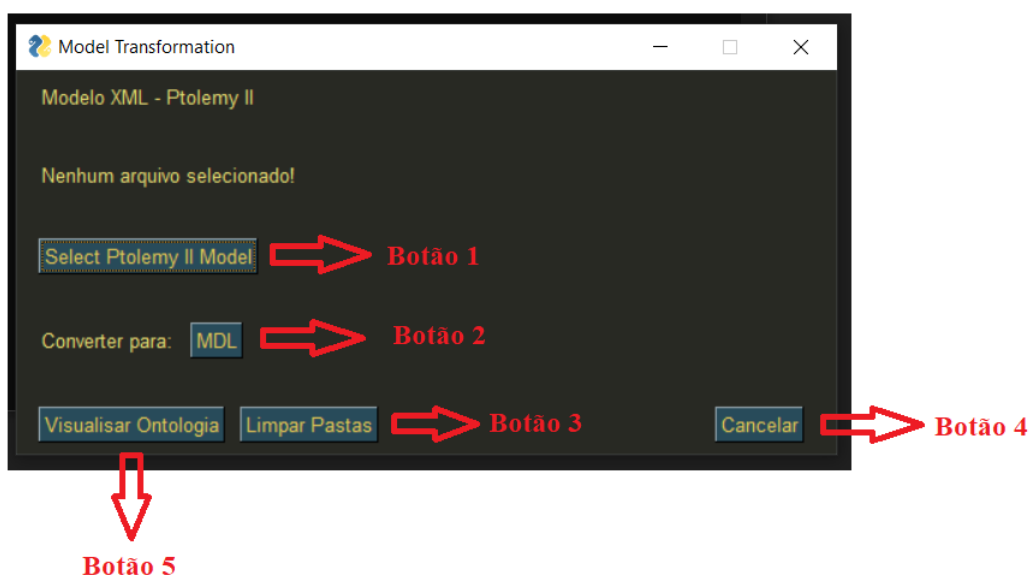 Model Transformation
Modelo XML - Ptolemy II
Nenhum arquivo selecionado!
Select Ptolemy II Model
Botão 1
Converter para: MDL
Botão 2
Visualisar Ontologia
Limpar Pastas
Botão 3
Cancelar
Botão 4
Botão 5